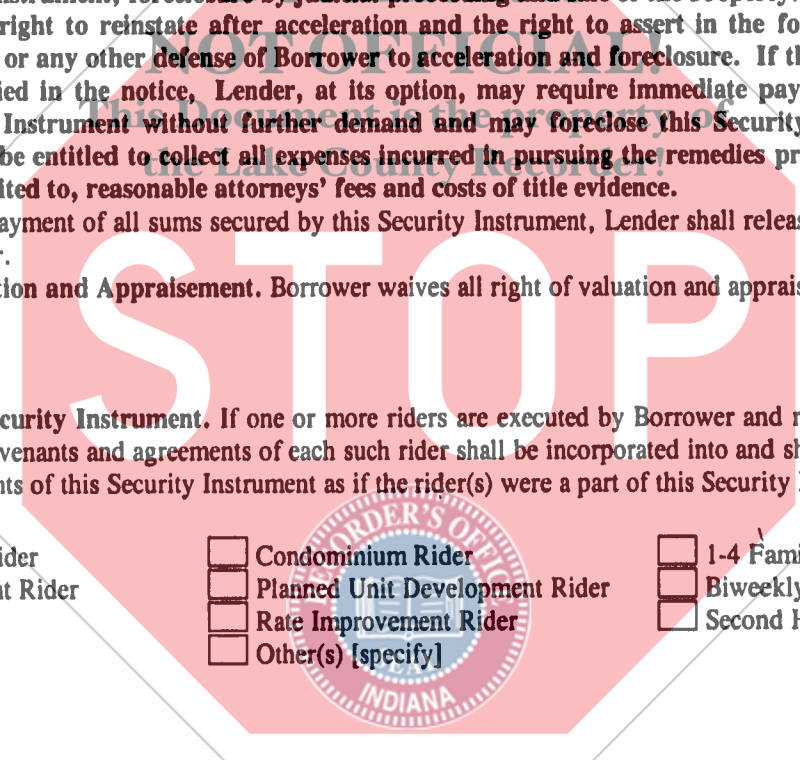 right to reinstate after acceleration and the right to assert in the fo
or any other defense of Borrower to acceleration and foreclosure. If th
ied in the notice, Lender, at its option, may require immediate pay
Instrument without further demand and may foreclose this Security
be entitled to collect all expenses incurred in pursuing the remedies pr
ited to, reasonable attorneys' fees and costs of title evidence.
ayment of all sums secured by this Security Instrument, Lender shall releas
r.
tion and Appraisement. Borrower waives all right of valuation and apprais
curity Instrument. If one or more riders are executed by Borrower and r
venants and agreements of each such rider shall be incorporated into and sh
nts of this Security Instrument as if the rider(s) were a part of this Security
ider Condominium Rider 1-4 Fami
nt Rider Planned Unit Development Rider Biweekly
Rate Improvement Rider Second H
Other(s) [specify]
NOT OFFICIAL!
This Document is the property of
the Lake County Recorder!
STOP
RECORDER'S OFFICE
SEAL
INDIANA